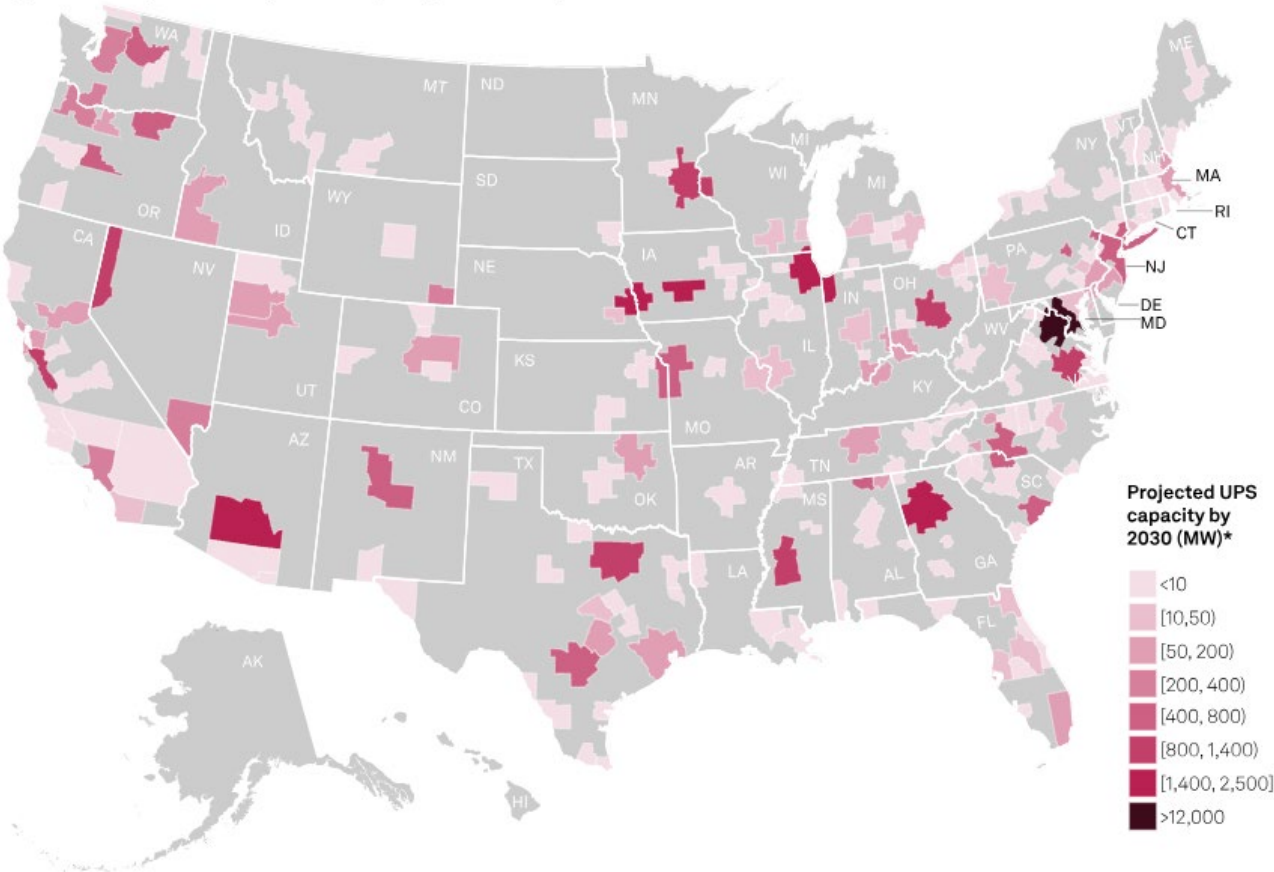 WA
MT
ND
MN
ME
VT
NH
NY
MI
WI
MI
MA
RI
CT
OR
ID
WY
SD
IA
PA
NJ
CA
NV
NE
IL
IN
OH
WV
DE
MD
UT
CO
KS
MO
KY
AZ
NM
TX
OK
AR
TN
MS
AL
GA
SC
LA
FL
AK
HI
Projected UPS
capacity by
2030 (MW)*
<10
[10,50)
[50, 200)
[200, 400)
[400, 800)
[800, 1,400)
[1,400, 2,500]
>12,000